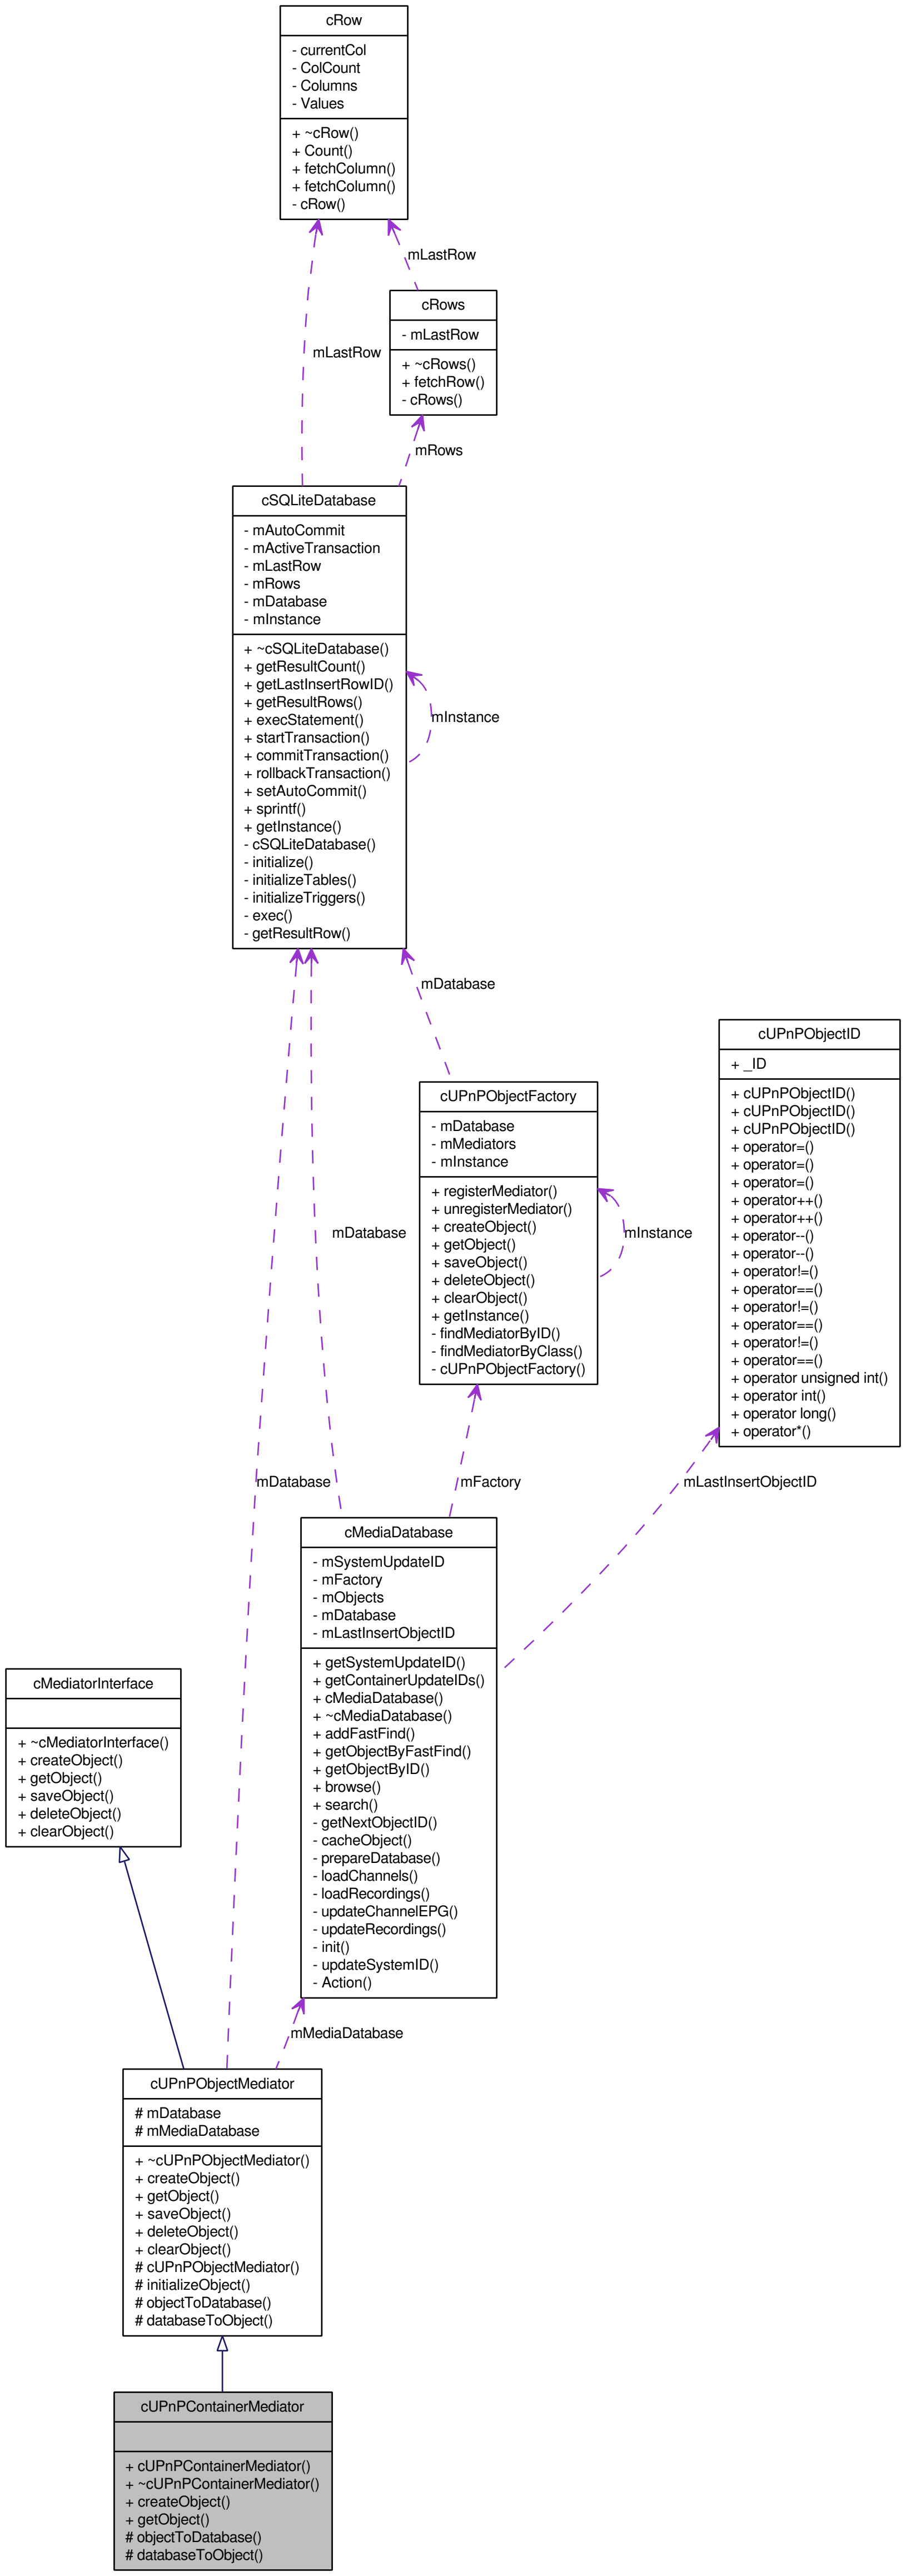 cRow
- currentCol
- ColCount
- Columns
- Values
+ ~cRow()
+ Count()
+ fetchColumn()
+ fetchColumn()
- cRow()
mLastRow
cRows
- mLastRow
+ ~cRows()
+ fetchRow()
- cRows()
mLastRow
mRows
cSQLiteDatabase
- mAutoCommit
- mActiveTransaction
- mLastRow
- mRows
- mDatabase
- mInstance
+ ~cSQLiteDatabase()
+ getResultCount()
+ getLastInsertRowID()
+ getResultRows()
+ execStatement()
+ startTransaction()
+ commitTransaction()
+ rollbackTransaction()
+ setAutoCommit()
+ sprintf()
+ getInstance()
- cSQLiteDatabase()
- initialize()
- initializeTables()
- initializeTriggers()
- exec()
- getResultRow()
mInstance
mDatabase
cUPnPObjectID
+ _ID
+ cUPnPObjectID()
+ cUPnPObjectID()
+ cUPnPObjectID()
+ operator=()
+ operator=()
+ operator=()
+ operator++()
+ operator++()
+ operator--()
+ operator--()
+ operator!=()
+ operator==()
+ operator!=()
+ operator==()
+ operator!=()
+ operator==()
+ operator unsigned int()
+ operator int()
+ operator long()
+ operator*()
cUPnPObjectFactory
- mDatabase
- mMediators
- mInstance
+ registerMediator()
+ unregisterMediator()
+ createObject()
+ getObject()
+ saveObject()
+ deleteObject()
+ clearObject()
+ getInstance()
- findMediatorByID()
- findMediatorByClass()
- cUPnPObjectFactory()
mInstance
mDatabase
mDatabase
mFactory
mLastInsertObjectID
cMediaDatabase
- mSystemUpdateID
- mFactory
- mObjects
- mDatabase
- mLastInsertObjectID
+ getSystemUpdateID()
+ getContainerUpdateIDs()
+ cMediaDatabase()
+ ~cMediaDatabase()
+ addFastFind()
+ getObjectByFastFind()
+ getObjectByID()
+ browse()
+ search()
- getNextObjectID()
- cacheObject()
- prepareDatabase()
- loadChannels()
- loadRecordings()
- updateChannelEPG()
- updateRecordings()
- init()
- updateSystemID()
- Action()
cMediatorInterface
+ ~cMediatorInterface()
+ createObject()
+ getObject()
+ saveObject()
+ deleteObject()
+ clearObject()
mMediaDatabase
cUPnPObjectMediator
# mDatabase
# mMediaDatabase
+ ~cUPnPObjectMediator()
+ createObject()
+ getObject()
+ saveObject()
+ deleteObject()
+ clearObject()
# cUPnPObjectMediator()
# initializeObject()
# objectToDatabase()
# databaseToObject()
cUPnPContainerMediator
+ cUPnPContainerMediator()
+ ~cUPnPContainerMediator()
+ createObject()
+ getObject()
# objectToDatabase()
# databaseToObject()